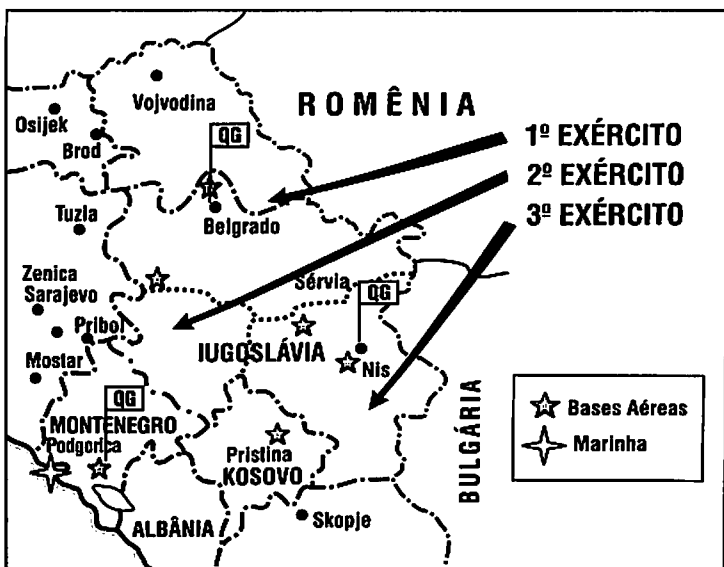 Vojvodina
ROMÊNIA
Osijek
Brod
QG
1º EXÉRCITO
2º EXÉRCITO
3º EXÉRCITO
Tuzla
Belgrado
Zenica
Sarajevo
Sérvia
QG
Pribol
IUGOSLÁVIA
Mostar
Nis
QG
MONTENEGRO
Podgorica
Pristina
KOSOVO
BULGÁRIA
Bases Aéreas
Marinha
ALBÂNIA
Skopje